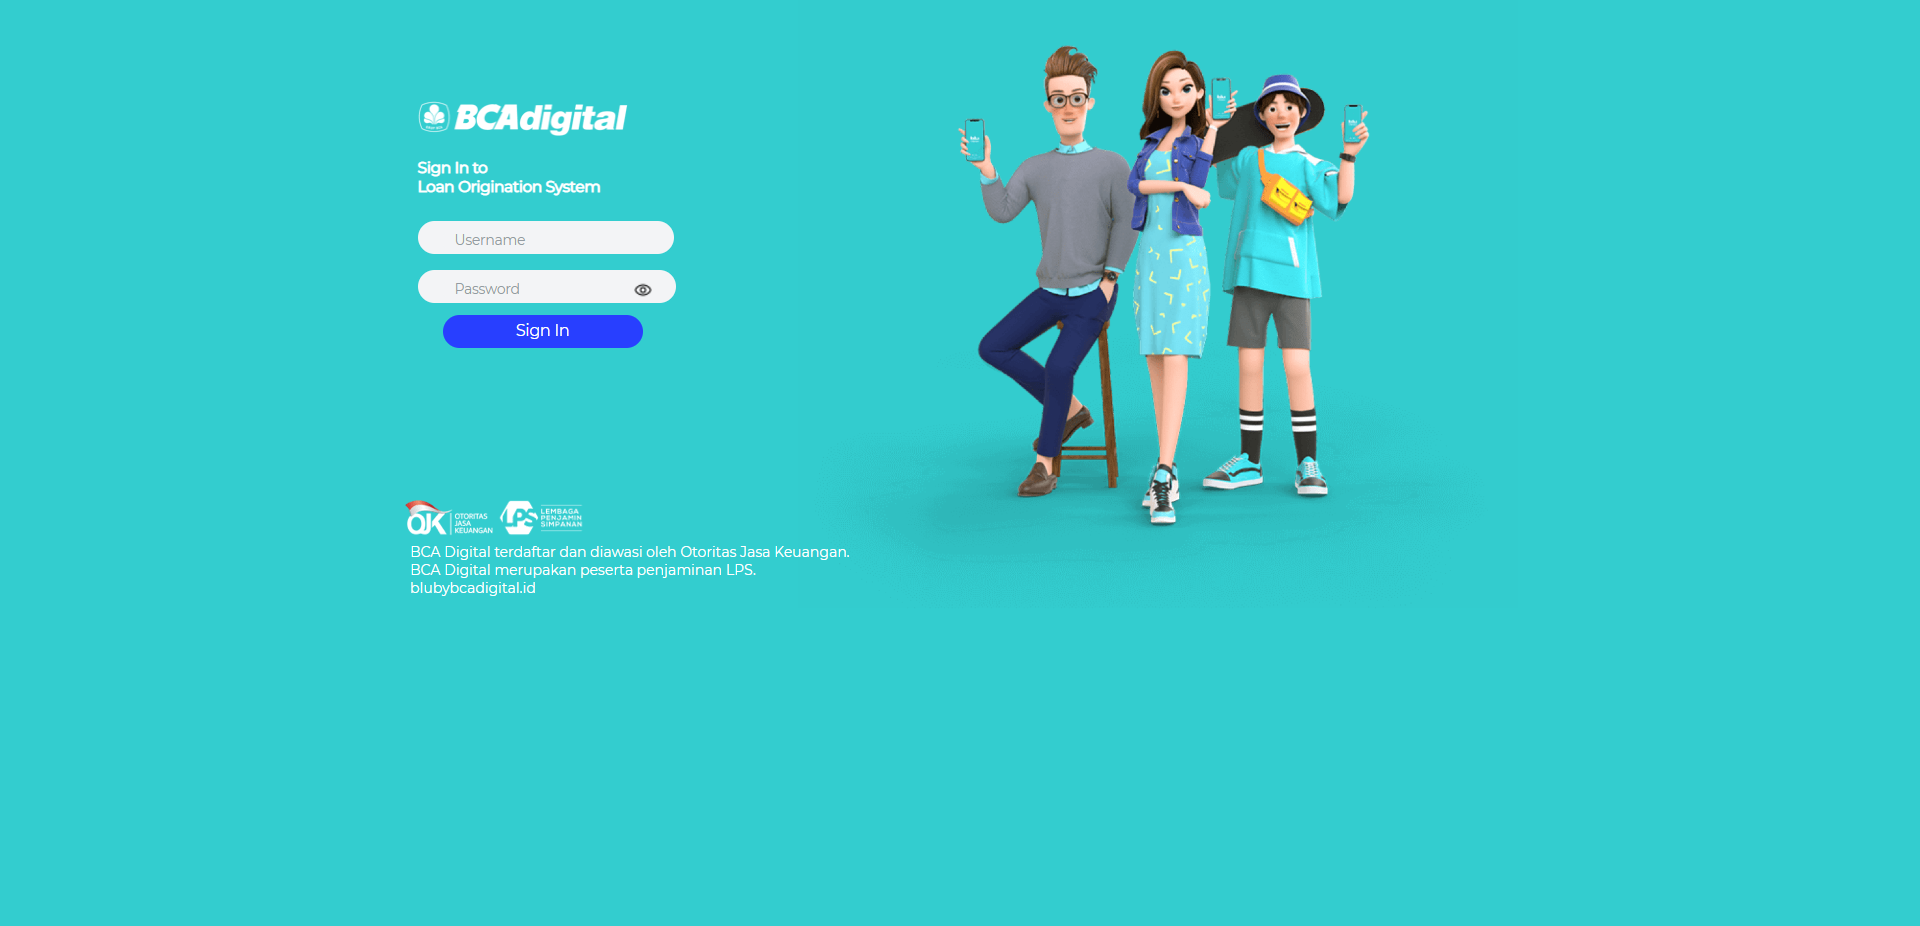 BCAdigital
Sign In to
Loan Origination System
Username
Password
Sign In
OJK OTORITAS JASA KEUANGAN
LPS LEMBAGA PENJAMIN SIMPANAN
BCA Digital terdaftar dan diawasi oleh Otoritas Jasa Keuangan.
BCA Digital merupakan peserta penjaminan LPS.
blubybcadigital.id